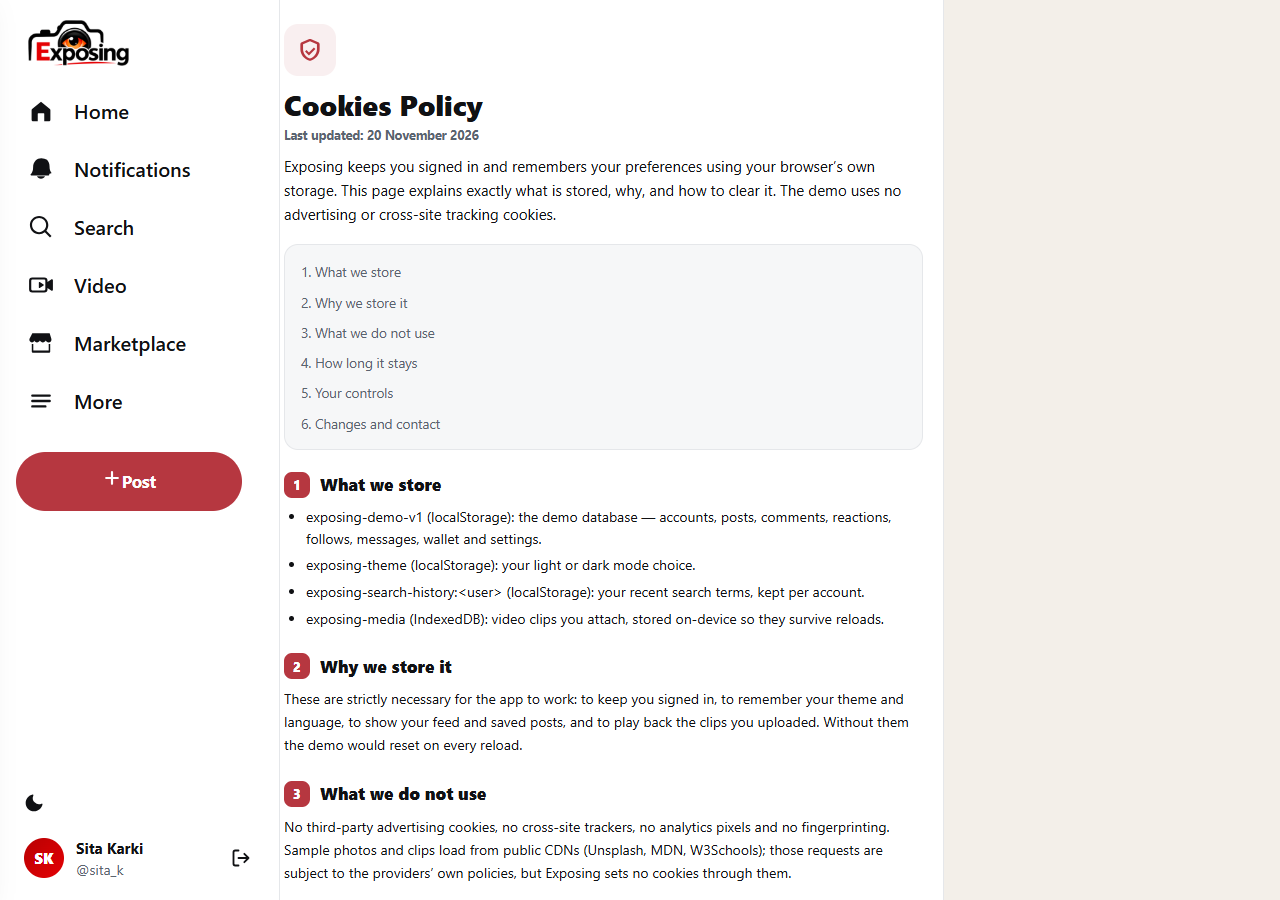 Exposing
Home
Notifications
Search
Video
Marketplace
More
+ Post
SK
Sita Karki
@sita_k
Cookies Policy
Last updated: 20 November 2026
Exposing keeps you signed in and remembers your preferences using your browser’s own
storage. This page explains exactly what is stored, why, and how to clear it. The demo uses no
advertising or cross-site tracking cookies.
1. What we store
2. Why we store it
3. What we do not use
4. How long it stays
5. Your controls
6. Changes and contact
1 What we store
• exposing-demo-v1 (localStorage): the demo database — accounts, posts, comments, reactions,
follows, messages, wallet and settings.
• exposing-theme (localStorage): your light or dark mode choice.
• exposing-search-history:<user> (localStorage): your recent search terms, kept per account.
• exposing-media (IndexedDB): video clips you attach, stored on-device so they survive reloads.
2 Why we store it
These are strictly necessary for the app to work: to keep you signed in, to remember your theme and
language, to show your feed and saved posts, and to play back the clips you uploaded. Without them
the demo would reset on every reload.
3 What we do not use
No third-party advertising cookies, no cross-site trackers, no analytics pixels and no fingerprinting.
Sample photos and clips load from public CDNs (Unsplash, MDN, W3Schools); those requests are
subject to the providers’ own policies, but Exposing sets no cookies through them.